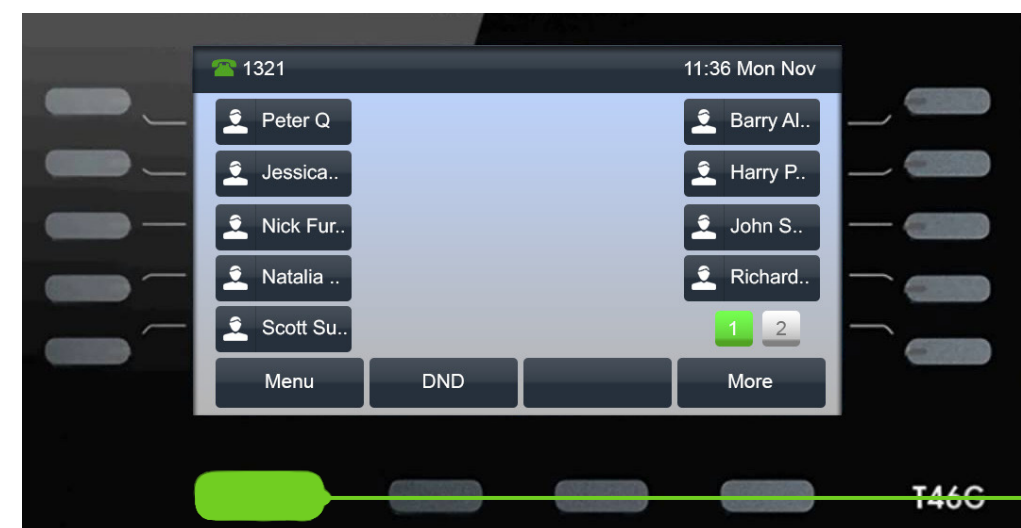 1321
11:36 Mon Nov
Peter Q
Barry Al..
Jessica..
Harry P..
Nick Fur..
John S..
Natalia ..
Richard..
Scott Su..
1 2
Menu DND More
T46G